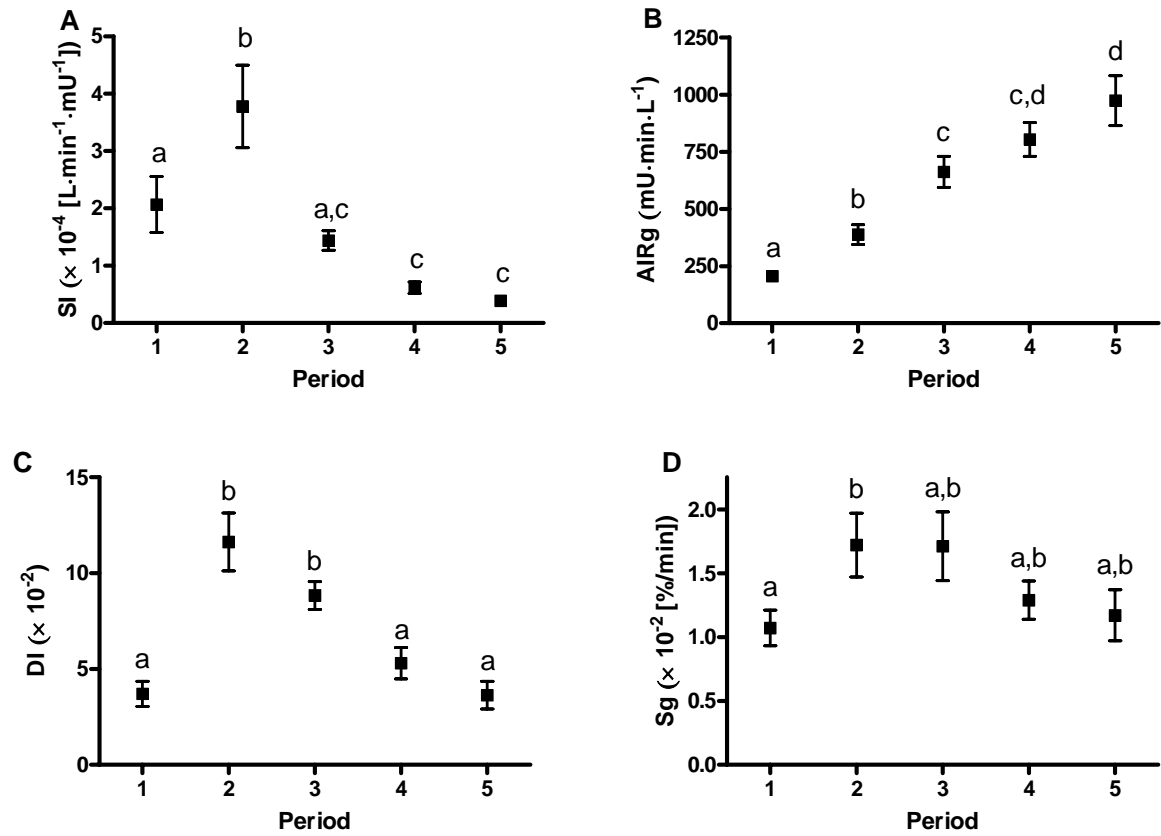 A
SI (× 10⁻⁴ [L·min⁻¹·mU⁻¹])
5
4
3
2
1
0
a
b
a,c
c
c
1 2 3 4 5
Period
B
AIRg (mU·min·L⁻¹)
1250
1000
750
500
250
0
a
b
c
c,d
d
1 2 3 4 5
Period
C
DI (× 10⁻²)
15
10
5
0
a
b
b
a
a
1 2 3 4 5
Period
D
Sg (× 10⁻² [%/min])
2.0
1.5
1.0
0.5
0.0
a
b
a,b
a,b
a,b
1 2 3 4 5
Period